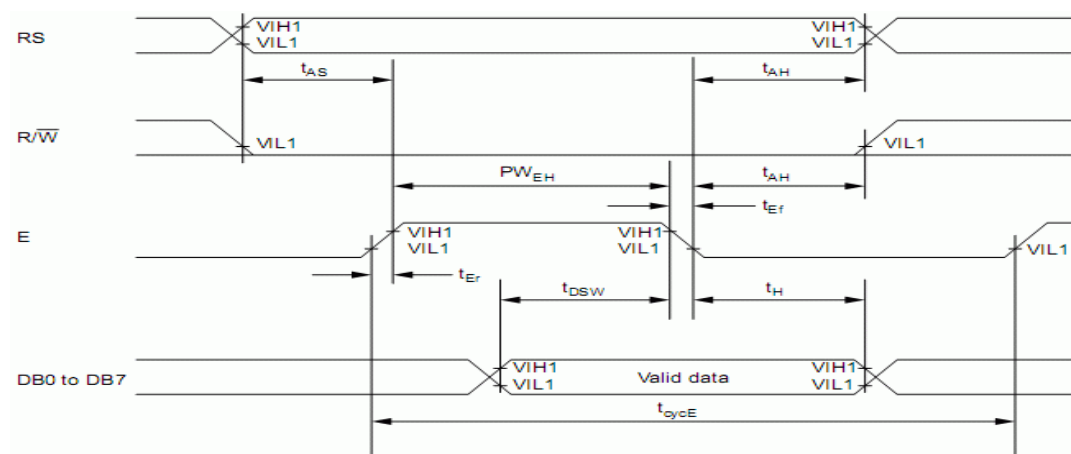 RS
VIH1
VIL1
VIH1
VIL1
tAS
tAH
R/W̅
VIL1
VIL1
PWEH
tAH
tEf
E
VIH1
VIL1
VIH1
VIL1
VIL1
tEr
tDSW
tH
DB0 to DB7
VIH1
VIL1
Valid data
VIH1
VIL1
tcycE